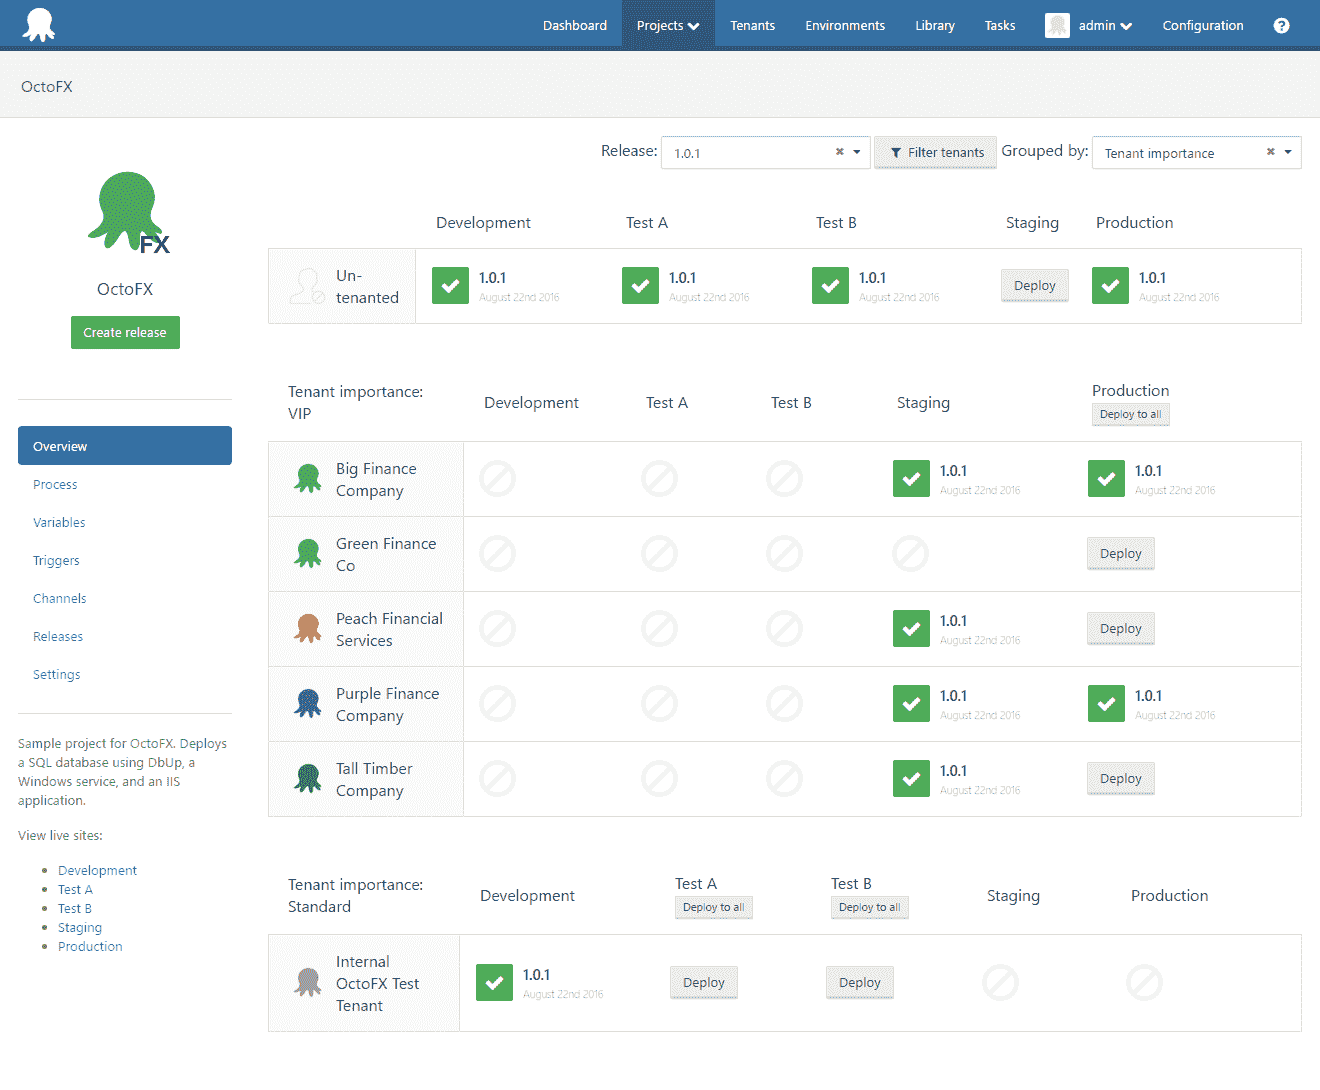 Dashboard Projects Tenants Environments Library Tasks admin Configuration ?
OctoFX
Release: 1.0.1 Filter tenants Grouped by: Tenant importance
FX
OctoFX
Create release
Overview
Process
Variables
Triggers
Channels
Releases
Settings
Sample project for OctoFX. Deploys
a SQL database using DbUp, a
Windows service, and an IIS
application.
View live sites:
Development
Test A
Test B
Staging
Production
Development Test A Test B Staging Production
Un-
tenanted
1.0.1
August 22nd 2016
1.0.1
August 22nd 2016
1.0.1
August 22nd 2016
Deploy
1.0.1
August 22nd 2016
Tenant importance:
VIP
Development Test A Test B Staging Production
Deploy to all
Big Finance
Company
1.0.1
August 22nd 2016
1.0.1
August 22nd 2016
Green Finance
Co
Deploy
Peach Financial
Services
1.0.1
August 22nd 2016
Deploy
Purple Finance
Company
1.0.1
August 22nd 2016
1.0.1
August 22nd 2016
Tall Timber
Company
1.0.1
August 22nd 2016
Deploy
Tenant importance:
Standard
Development
Test A
Deploy to all
Test B
Deploy to all
Staging
Production
Internal
OctoFX Test
Tenant
1.0.1
August 22nd 2016
Deploy
Deploy